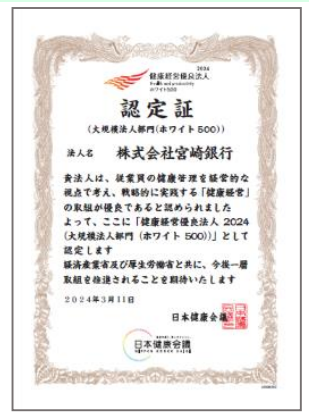 2024
健康経営優良法人
Health and productivity
ホワイト500
認定証
(大規模法人部門(ホワイト500))
法人名 株式会社宮崎銀行
貴法人は、従業員の健康管理を経営的な
視点で考え、戦略的に実践する「健康経営」
の取組が優良であると認められました
よって、ここに「健康経営優良法人 2024
(大規模法人部門 (ホワイト 500))」として
認定します
経済産業省及び厚生労働省と共に、今後一層
取組を推進されることを期待いたします
2024年3月11日
日本健康会議
日本健康会議
NIPPON KENKO KAIGI